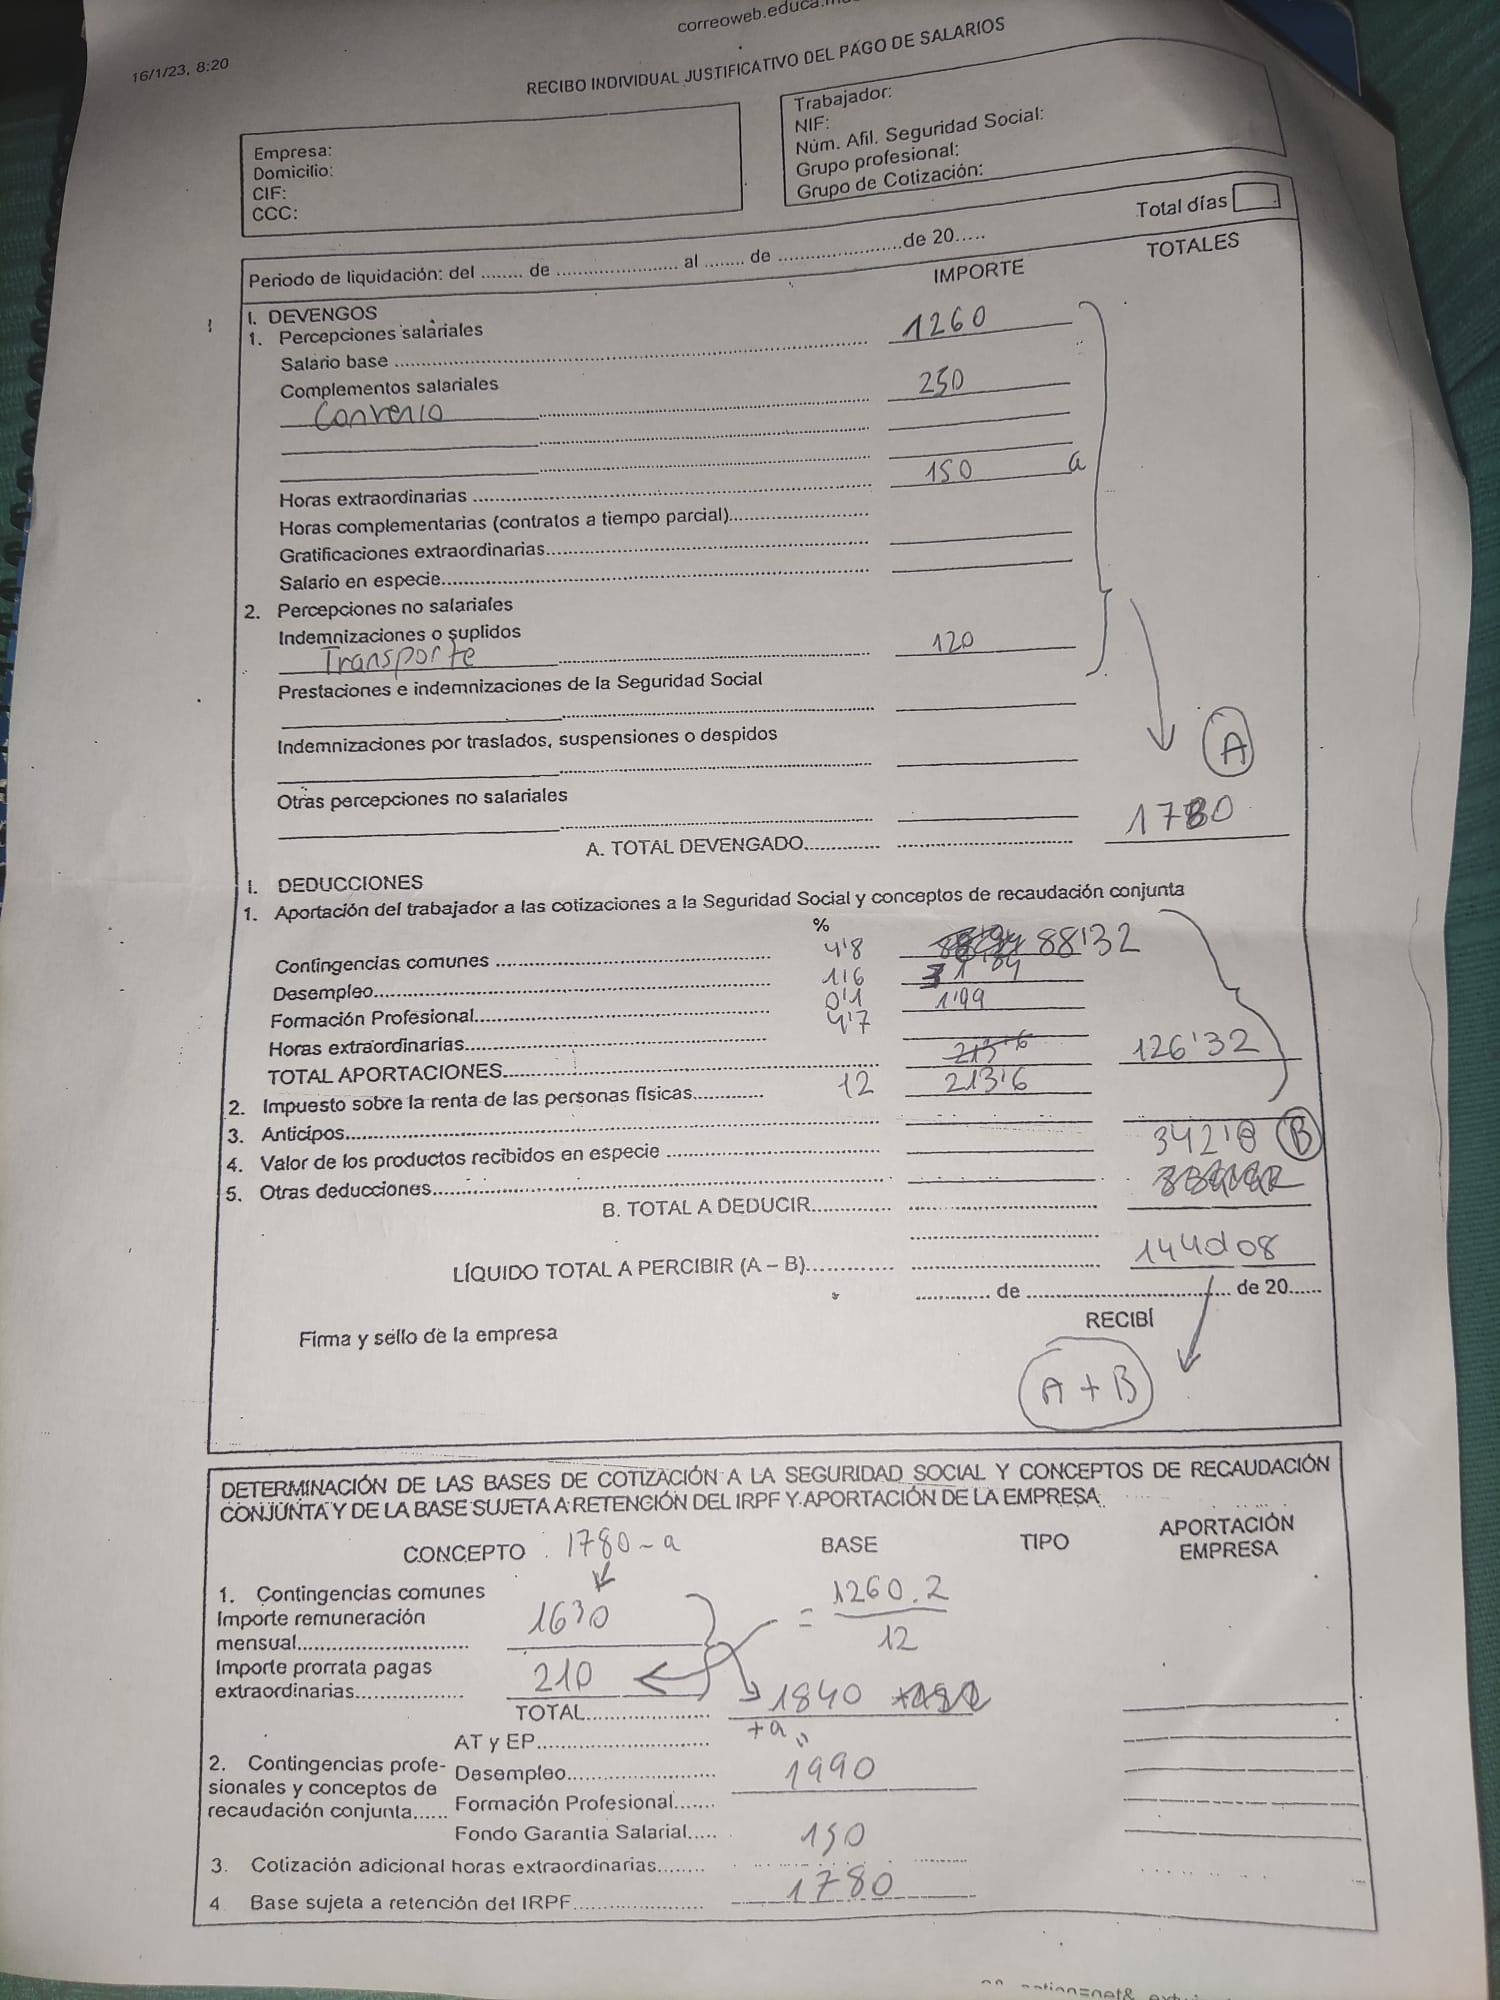 correoweb.educa.
16/1/23, 8:20
RECIBO INDIVIDUAL JUSTIFICATIVO DEL PAGO DE SALARIOS
Empresa:
Domicilio:
CIF:
CCC:
Trabajador:
NIF:
Núm. Afil. Seguridad Social:
Grupo profesional:
Grupo de Cotización:
Periodo de liquidación: del ........ de ...................... al ....... de ......................de 20.....
Total días
IMPORTE TOTALES
I. DEVENGOS
1. Percepciones salariales
Salario base ........ 1260
Complementos salariales
Convenio ........ 250
Horas extraordinarias ........ 150 a
Horas complementarias (contratos a tiempo parcial)........
Gratificaciones extraordinarias........
Salario en especie........
2. Percepciones no salariales
Indemnizaciones o suplidos
Transporte ........ 120
Prestaciones e indemnizaciones de la Seguridad Social
Indemnizaciones por traslados, suspensiones o despidos
A
Otras percepciones no salariales
A. TOTAL DEVENGADO............. 1780
I. DEDUCCIONES
1. Aportación del trabajador a las cotizaciones a la Seguridad Social y conceptos de recaudación conjunta
%
Contingencias comunes ........ 4'8 88'32
Desempleo........ 1'6 31'84
Formación Profesional........ 0'1 1'99
Horas extraordinarias........ 4'7
TOTAL APORTACIONES........ 213'6 126'32
2. Impuesto sobre la renta de las personas físicas............. 12 213'6
3. Anticipos........
4. Valor de los productos recibidos en especie ........ B
5. Otras deducciones........
B. TOTAL A DEDUCIR.............
LÍQUIDO TOTAL A PERCIBIR (A – B)............
............. de .................................. de 20......
Firma y sello de la empresa
RECIBÍ
A + B
DETERMINACIÓN DE LAS BASES DE COTIZACIÓN A LA SEGURIDAD SOCIAL Y CONCEPTOS DE RECAUDACIÓN
CONJUNTA Y DE LA BASE SUJETA A RETENCIÓN DEL IRPF Y APORTACIÓN DE LA EMPRESA
CONCEPTO 1780 - a BASE TIPO APORTACIÓN
EMPRESA
1. Contingencias comunes
Importe remuneración
mensual............ 1630
= 1260.2
12
Importe prorrata pagas
extraordinarias............ 210
TOTAL............ 1840
+a
AT y EP............
2. Contingencias profe-
sionales y conceptos de
recaudación conjunta......
Desempleo............ 1990
Formación Profesional.......
Fondo Garantia Salarial.....
3. Cotización adicional horas extraordinarias........ 150
4 Base sujeta a retención del IRPF............ 1780